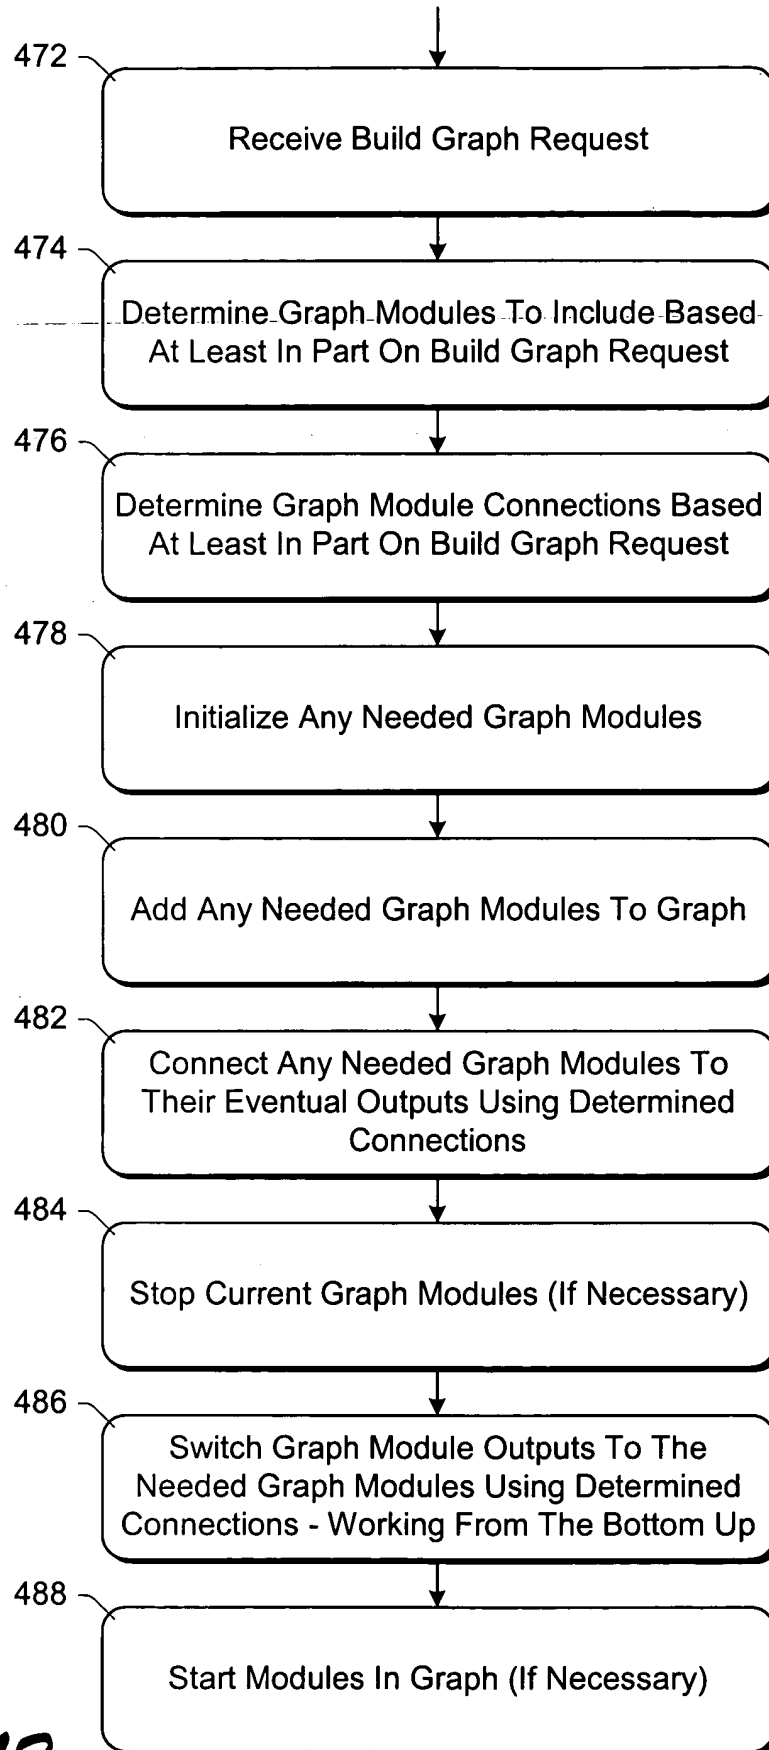 472
Receive Build Graph Request
474
Determine Graph Modules To Include Based
At Least In Part On Build Graph Request
476
Determine Graph Module Connections Based
At Least In Part On Build Graph Request
478
Initialize Any Needed Graph Modules
480
Add Any Needed Graph Modules To Graph
482
Connect Any Needed Graph Modules To
Their Eventual Outputs Using Determined
Connections
484
Stop Current Graph Modules (If Necessary)
486
Switch Graph Module Outputs To The
Needed Graph Modules Using Determined
Connections - Working From The Bottom Up
488
Start Modules In Graph (If Necessary)